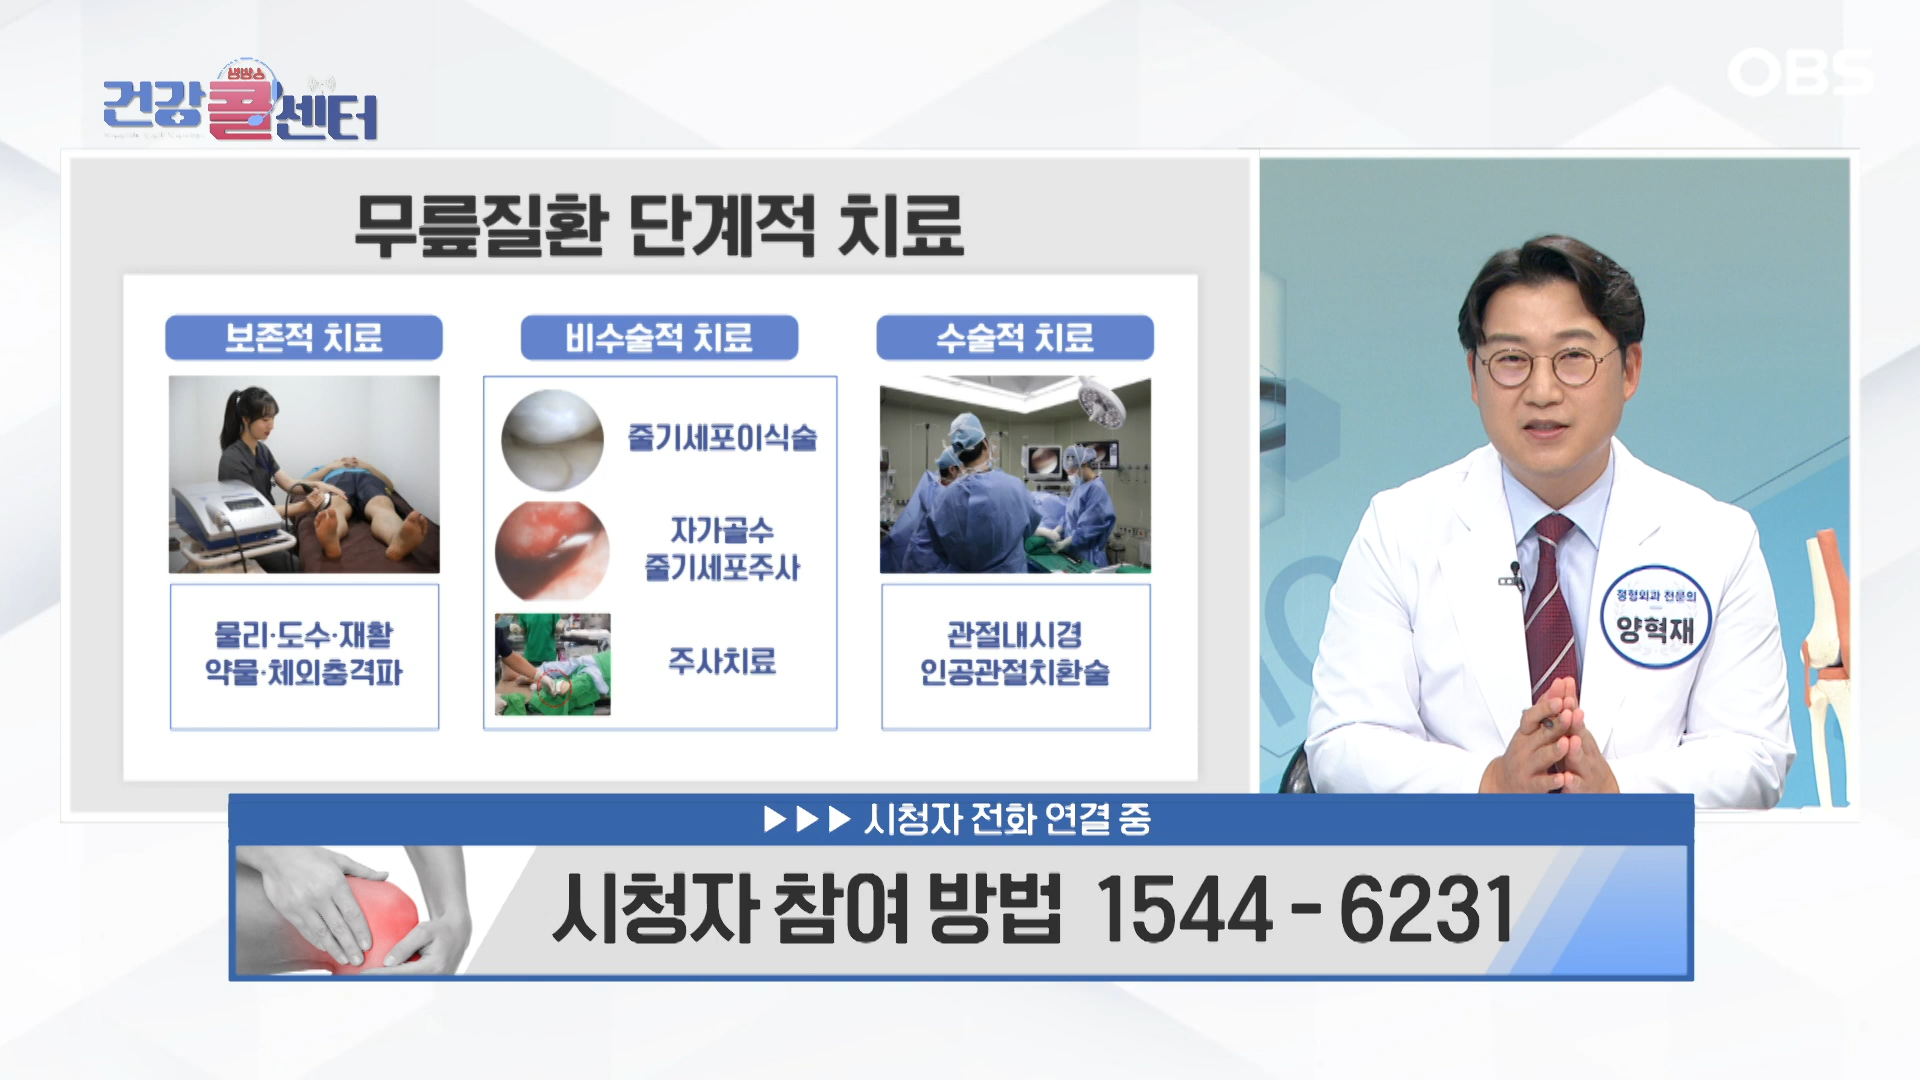 생방송
건강콜센터
OBS
무릎질환 단계적 치료
보존적 치료
물리·도수·재활
약물·체외충격파
비수술적 치료
줄기세포이식술
자가골수
줄기세포주사
주사치료
수술적 치료
관절내시경
인공관절치환술
정형외과 전문의
양혁재
▶▶▶ 시청자 전화 연결 중
시청자 참여 방법 1544 - 6231